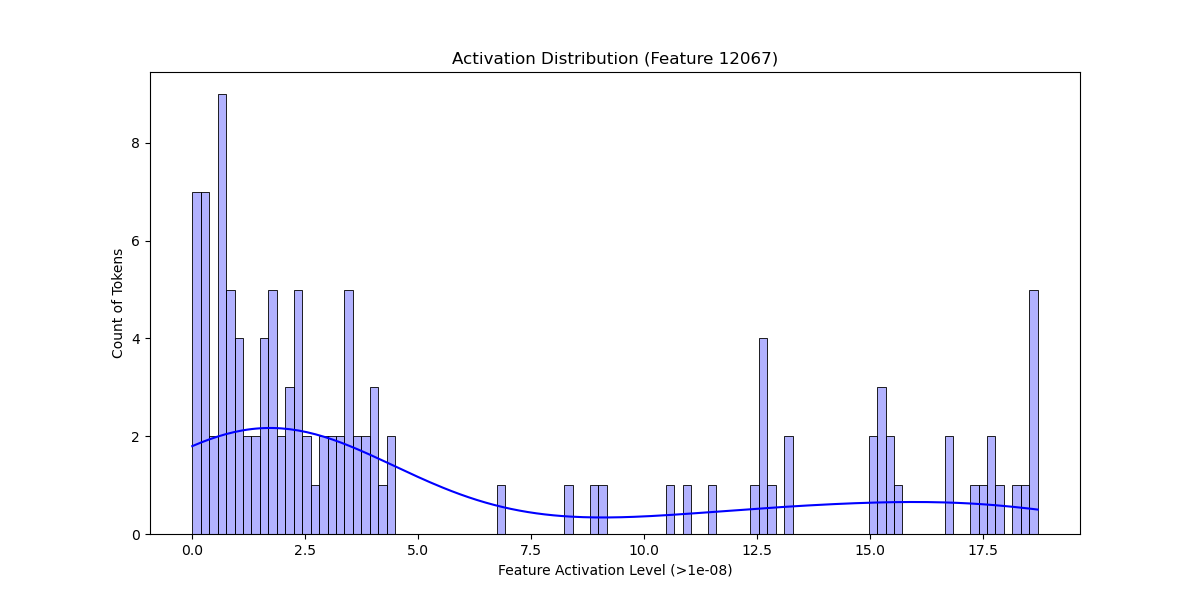 Activation Distribution (Feature 12067)
Count of Tokens
8
6
4
2
0
0.0 2.5 5.0 7.5 10.0 12.5 15.0 17.5
Feature Activation Level (>1e-08)